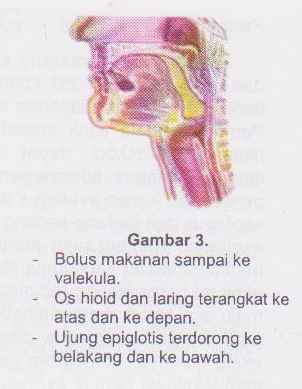 Gambar 3.
- Bolus makanan sampai ke
valekula.
- Os hioid dan laring terangkat ke
atas dan ke depan.
- Ujung epiglotis terdorong ke
belakang dan ke bawah.